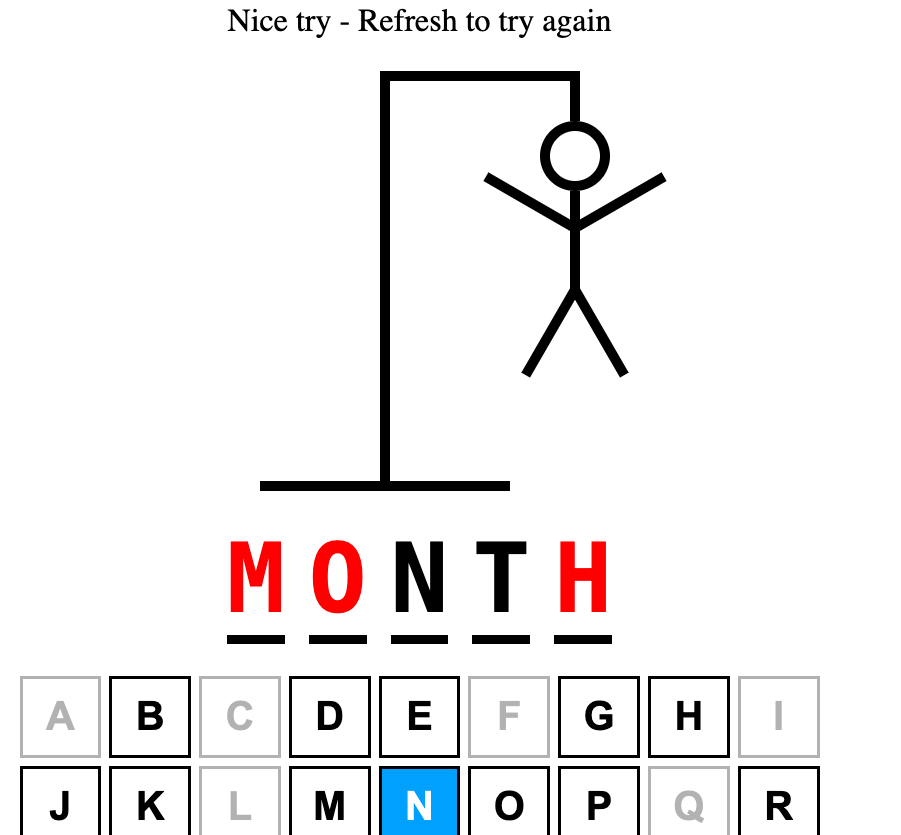 Nice try - Refresh to try again
M O N T H
A B C D E F G H I
J K L M N O P Q R